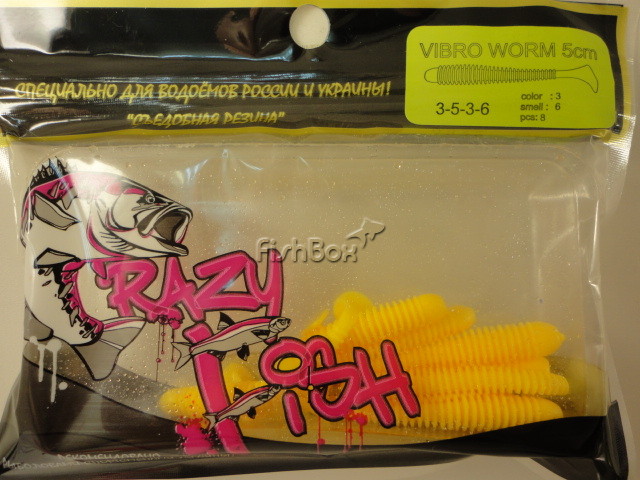 VIBRO WORM 5cm
СПЕЦИАЛЬНО ДЛЯ ВОДОЁМОВ РОССИИ И УКРАИНЫ!
"СЪЕДОБНАЯ РЕЗИНА"
3-5-3-6
color : 3
smell : 6
pcs: 8
FishBox
CRAZY
FISH